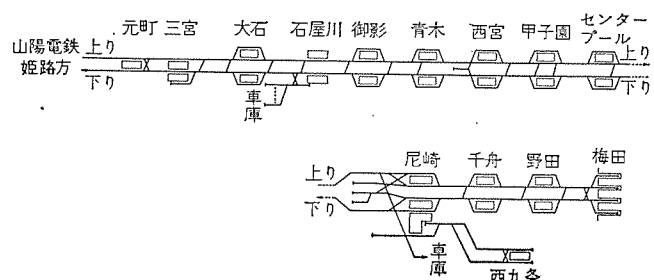 元町 三宮 大石 石屋川 御影 青木 西宮 甲子園 センター
プール
山陽電鉄
姫路方
上り
下り
車庫
上り
下り
尼崎 千舟 野田 梅田
上り
下り
車庫
西九条